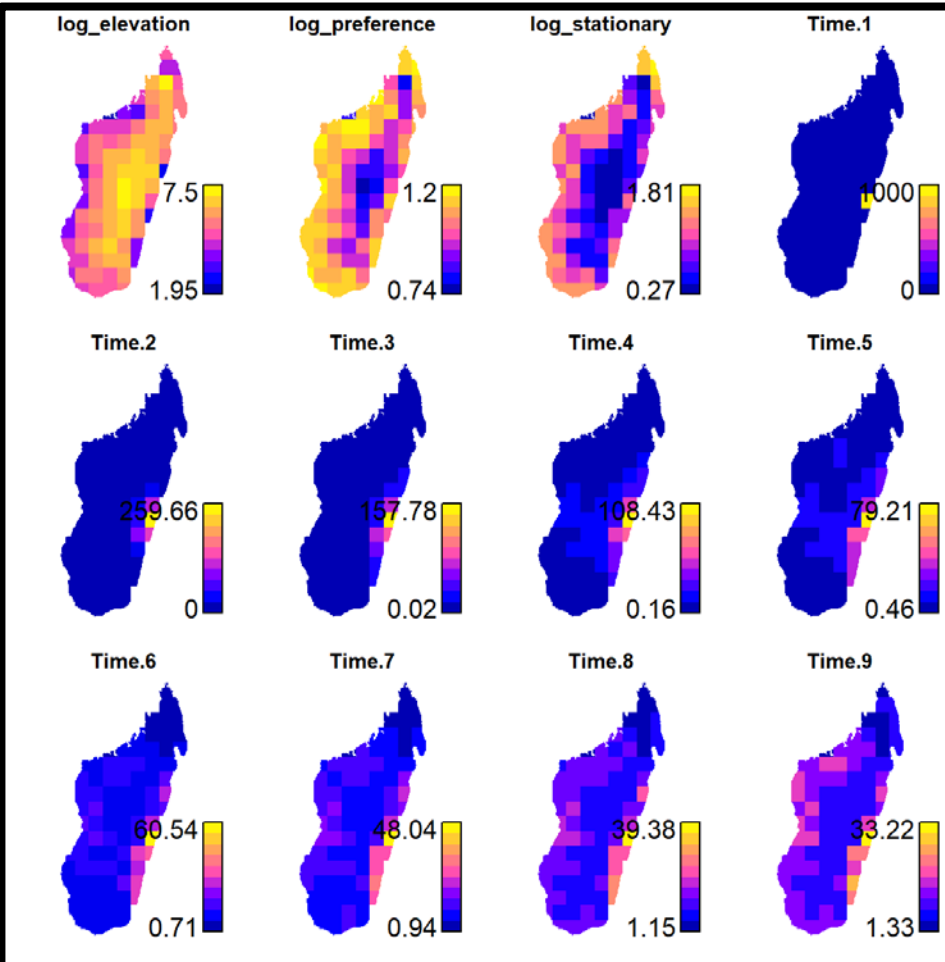 log_elevation log_preference log_stationary Time.1
7.5 1.2 1.81 1000
1.95 0.74 0.27 0
Time.2 Time.3 Time.4 Time.5
259.66 157.78 108.43 79.21
0 0.02 0.16 0.46
Time.6 Time.7 Time.8 Time.9
60.54 48.04 39.38 33.22
0.71 0.94 1.15 1.33